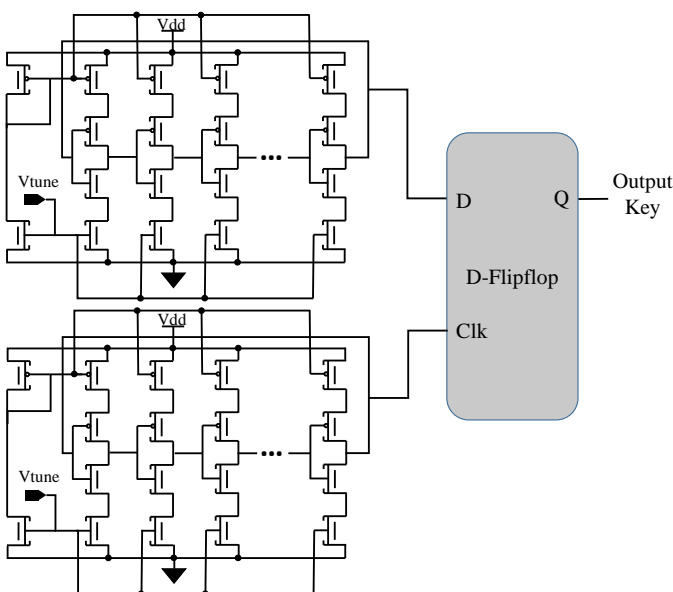 Vdd
Vtune
D
Q
Output
Key
D-Flipflop
Clk
Vdd
Vtune